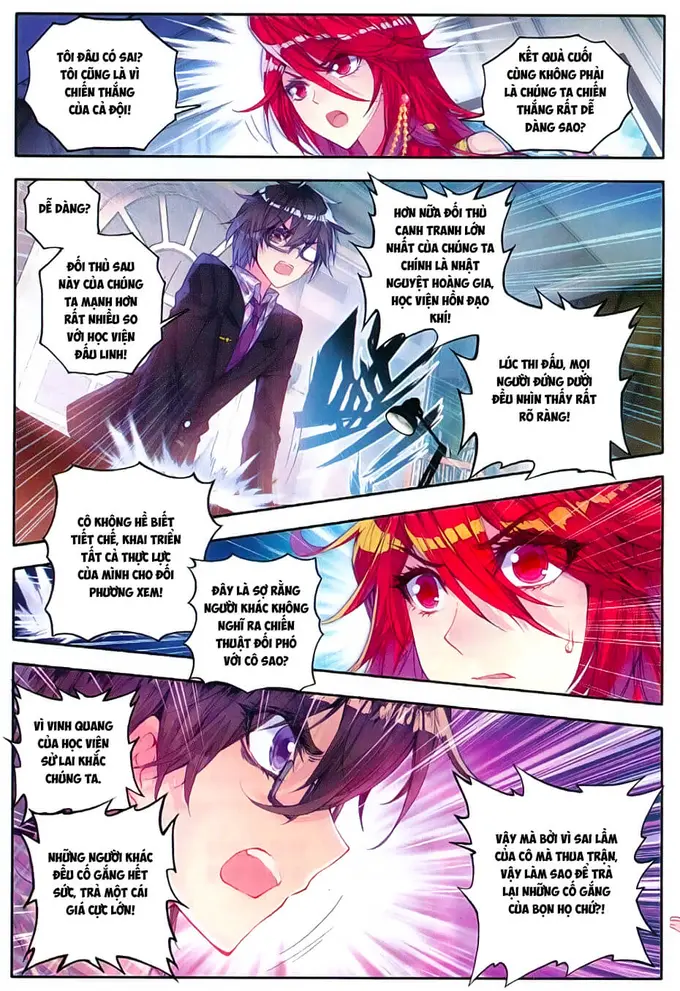 TÔI ĐÂU CÓ SAI?
TÔI CŨNG LÀ VÌ
CHIẾN THẮNG
CỦA CẢ ĐỘI!
KẾT QUẢ CUỐI
CÙNG KHÔNG PHẢI
LÀ CHÚNG TA CHIẾN
THẮNG RẤT DỄ
DÀNG SAO?
DỄ DÀNG?
ĐỐI THỦ SAU
NÀY CỦA CHÚNG
TA MẠNH HƠN
RẤT NHIỀU SO
VỚI HỌC VIỆN
ĐẤU LINH!
HƠN NỮA ĐỐI THỦ
CẠNH TRANH LỚN
NHẤT CỦA CHÚNG TA
CHÍNH LÀ NHẬT
NGUYỆT HOÀNG GIA,
HỌC VIỆN HỒN ĐẠO
KHÍ!
LÚC THI ĐẤU, MỌI
NGƯỜI ĐỨNG DƯỚI
ĐỀU NHÌN THẤY RẤT
RÕ RÀNG!
CÔ KHÔNG HỀ BIẾT
TIẾT CHẾ, KHAI TRIỂN
TẤT CẢ THỰC LỰC
CỦA MÌNH CHO ĐỐI
PHƯƠNG XEM!
ĐÂY LÀ SỢ RẰNG
NGƯỜI KHÁC KHÔNG
NGHĨ RA CHIẾN
THUẬT ĐỐI PHÓ
VỚI CÔ SAO?
VÌ VINH QUANG
CỦA HỌC VIỆN
SỬ LAI KHẮC
CHÚNG TA.
NHỮNG NGƯỜI KHÁC
ĐỀU CỐ GẮNG HẾT
SỨC, TRẢ MỘT CÁI
GIÁ CỰC LỚN!
VẬY MÀ BỞI VÌ SAI LẦM
CỦA CÔ MÀ THUA TRẬN,
VẬY LÀM SAO ĐỂ TRẢ
LẠI NHỮNG CỐ GẮNG
CỦA BỌN HỌ CHỨ?!